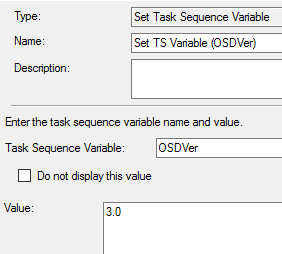 Type: Set Task Sequence Variable
Name: Set TS Variable (OSDVer)
Description:
Enter the task sequence variable name and value.
Task Sequence Variable: OSDVer
Do not display this value
Value: 3.0